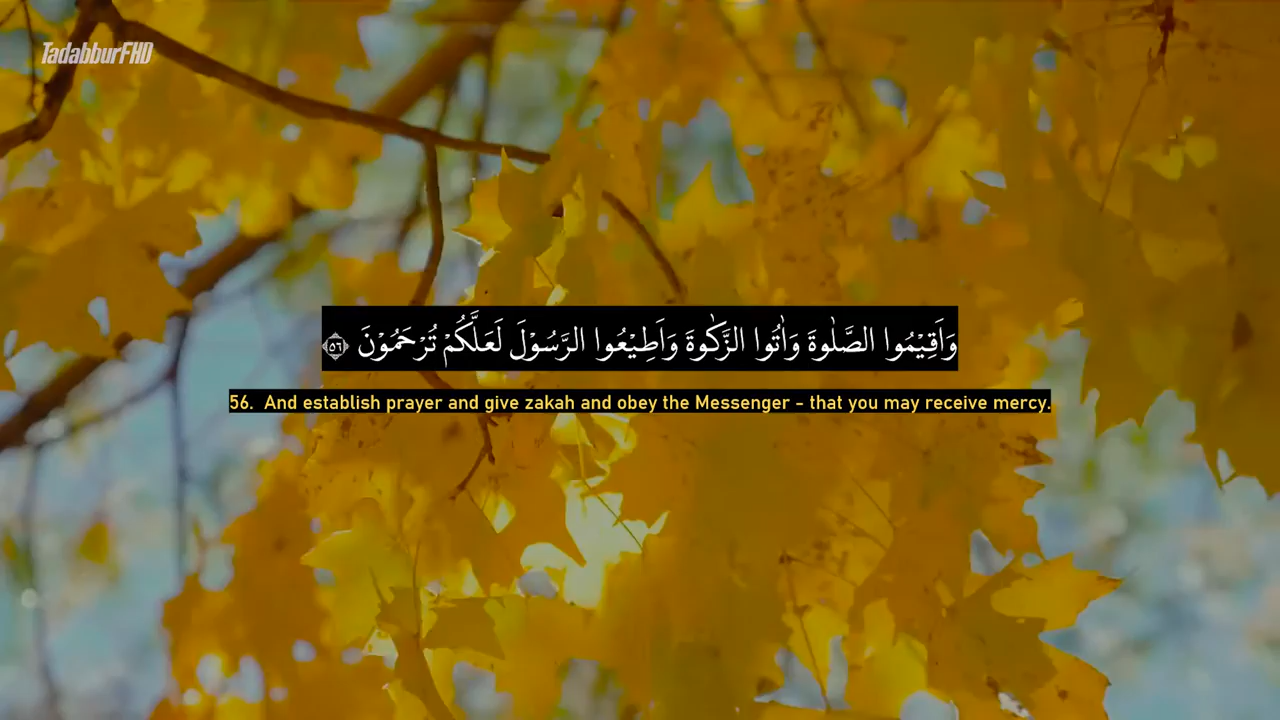 TadabburFHD
وَاَقِيْمُوا الصَّلٰوةَ وَاٰتُوا الزَّكٰوةَ وَاَطِيْعُوا الرَّسُوْلَ لَعَلَّكُمْ تُرْحَمُوْنَ ٥٦
56. And establish prayer and give zakah and obey the Messenger - that you may receive mercy.